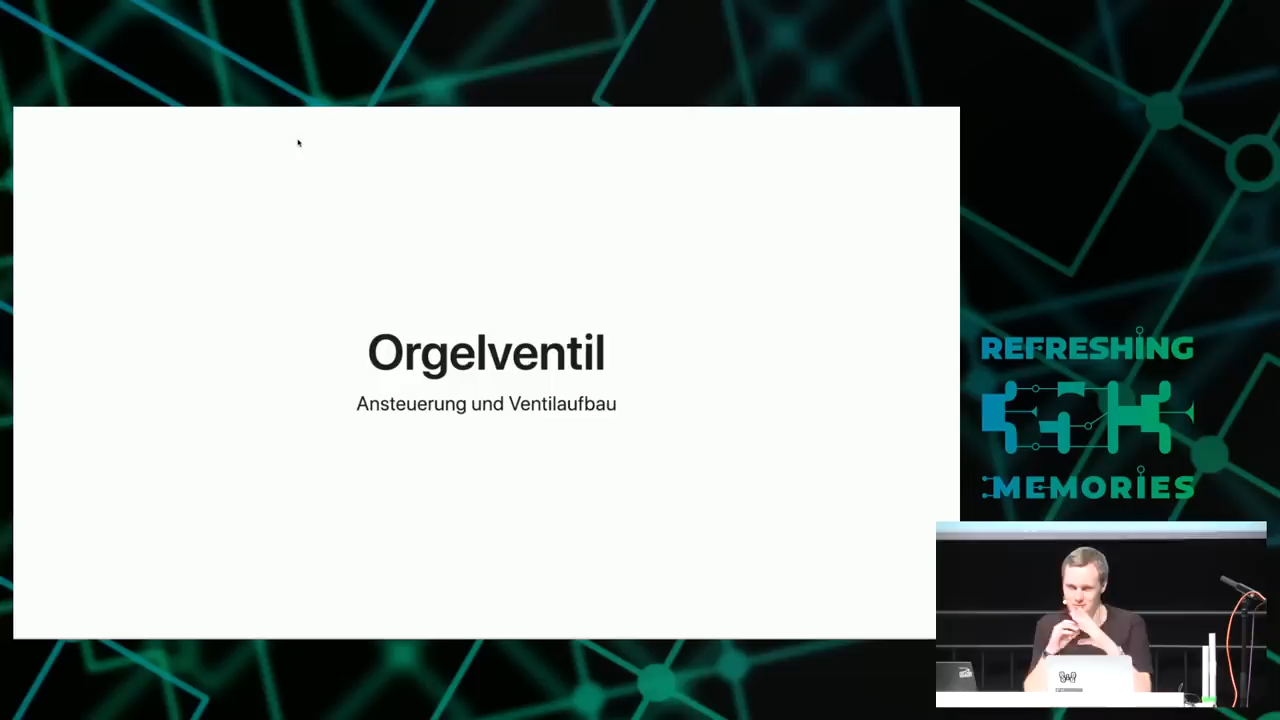 Orgelventil
Ansteuerung und Ventilaufbau
REFRESHING
MEMORIES